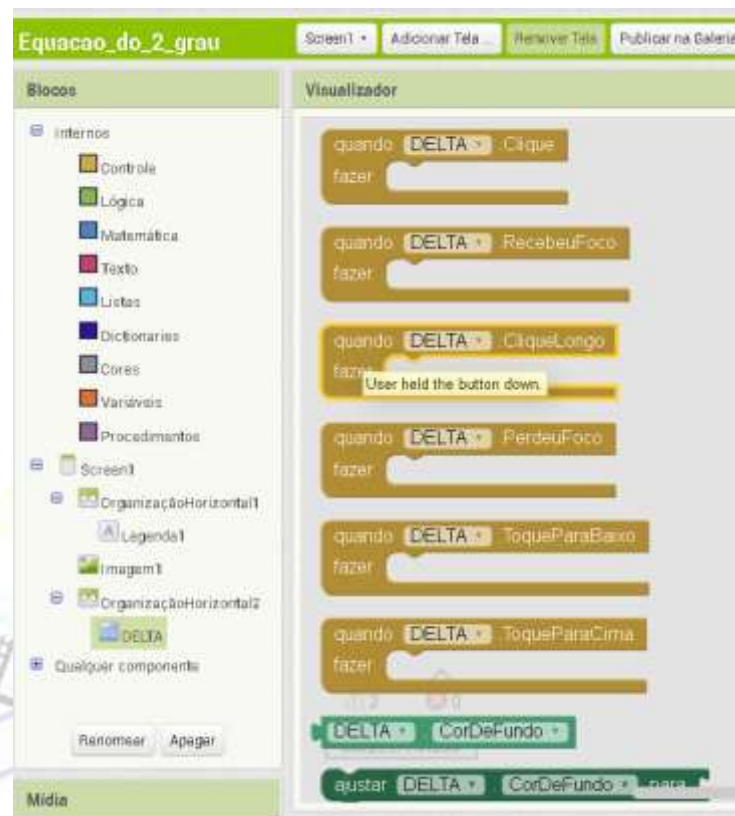 Equacao_do_2_grau
Screen1
Adicionar Tela ...
Remover Tela
Publicar na Galeria
Blocos
Internos
Controle
Lógica
Matemática
Texto
Listas
Dictionaries
Cores
Variáveis
Procedimentos
Screen1
OrganizaçãoHorizontal1
A Legenda1
Imagem1
OrganizaçãoHorizontal2
DELTA
Qualquer componente
Renomear Apagar
Mídia
Visualizador
quando DELTA .Clique
fazer
quando DELTA .RecebeuFoco
fazer
quando DELTA .CliqueLongo
fazer
User held the button down.
quando DELTA .PerdeuFoco
fazer
quando DELTA .ToqueParaBaixo
fazer
quando DELTA .ToqueParaCima
fazer
DELTA . CorDeFundo
ajustar DELTA . CorDeFundo para